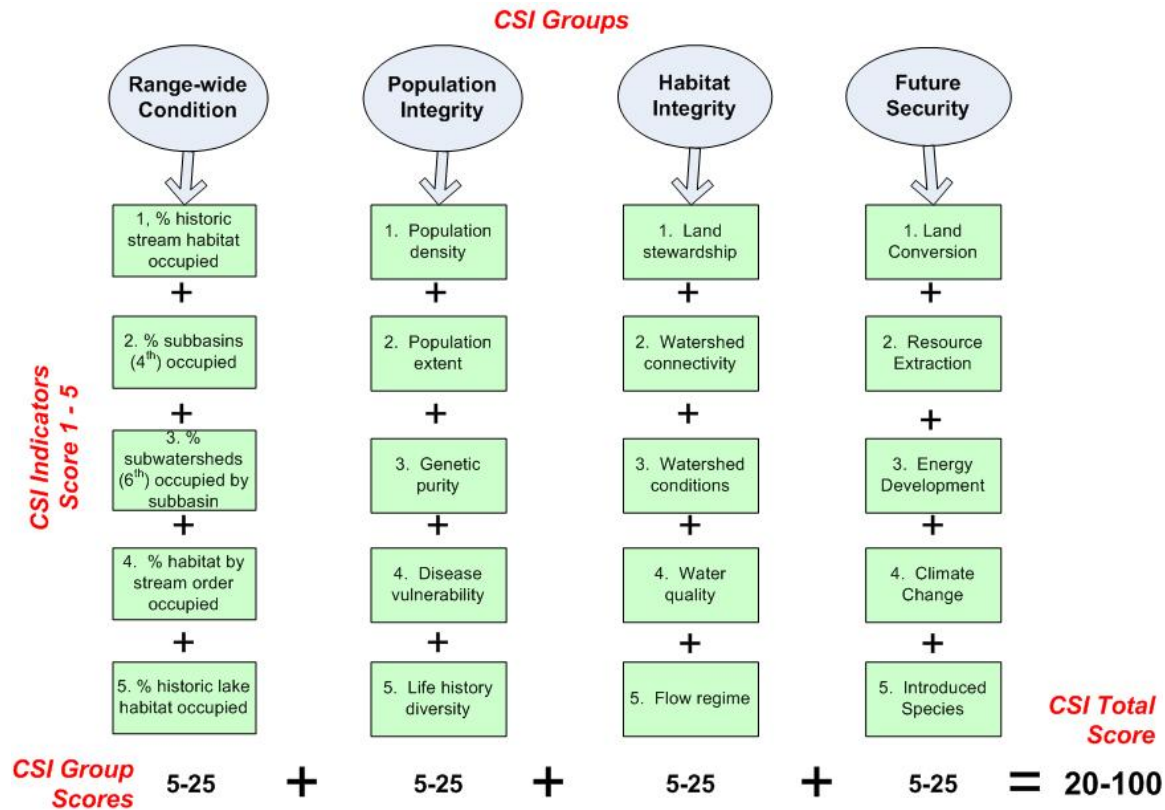 CSI Groups
Range-wide
Condition
Population
Integrity
Habitat
Integrity
Future
Security
CSI Indicators
Score 1 - 5
1, % historic
stream habitat
occupied
+
2. % subbasins
(4th) occupied
+
3. %
subwatersheds
(6th) occupied by
subbasin
+
4. % habitat by
stream order
occupied
+
5. % historic lake
habitat occupied
1. Population
density
+
2. Population
extent
+
3. Genetic
purity
+
4. Disease
vulnerability
+
5. Life history
diversity
1. Land
stewardship
+
2. Watershed
connectivity
+
3. Watershed
conditions
+
4. Water
quality
+
5. Flow regime
1. Land
Conversion
+
2. Resource
Extraction
+
3. Energy
Development
+
4. Climate
Change
+
5. Introduced
Species
CSI Total
Score
CSI Group
Scores
5-25 + 5-25 + 5-25 + 5-25 = 20-100